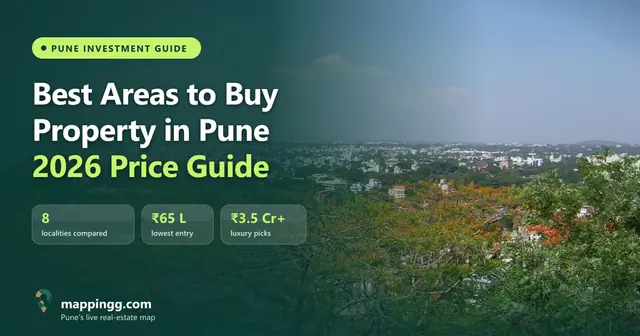 PUNE INVESTMENT GUIDE
Best Areas to Buy
Property in Pune
2026 Price Guide
8
localities compared
₹65 L
lowest entry
₹3.5 Cr+
luxury picks
mappingg.com
Pune's live real-estate map